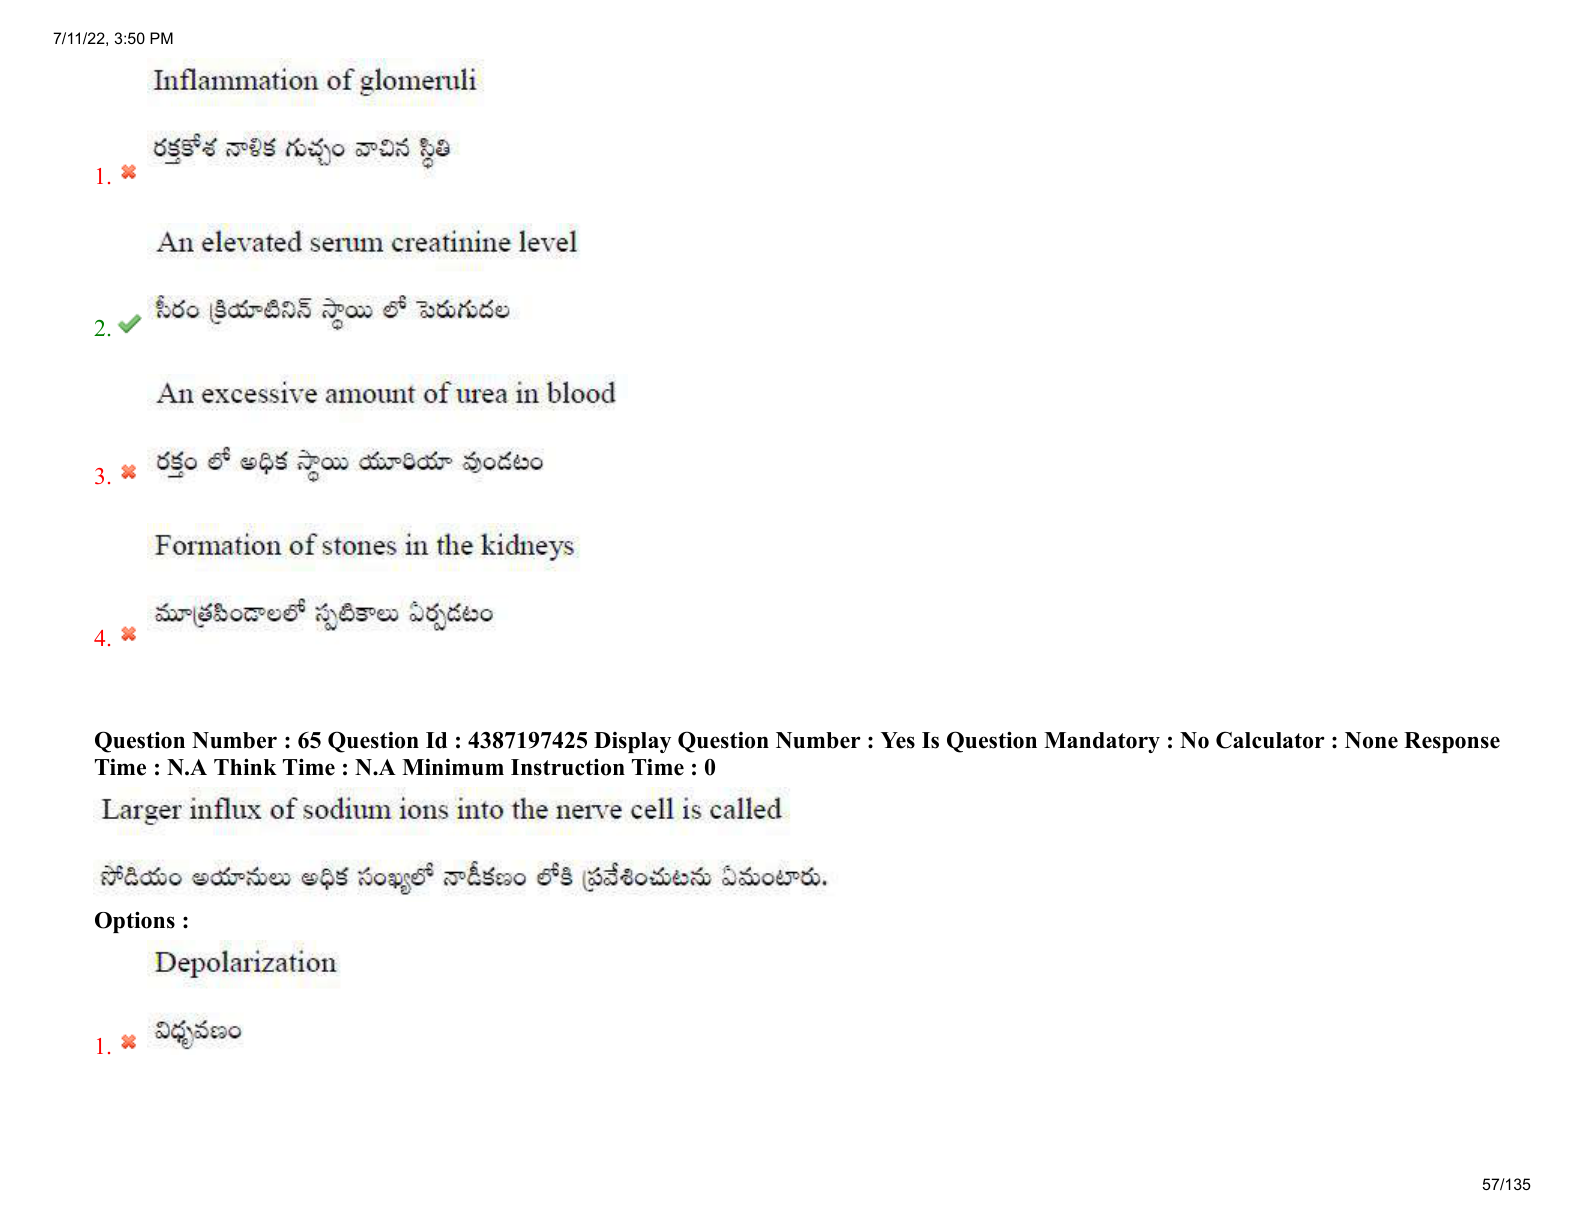 7/11/22, 3:50 PM
Inflammation of glomeruli
రక్తకోశ నాళిక గుచ్చం వాచిన స్థితి
1.
An elevated serum creatinine level
సీరం క్రియాటినిన్ స్థాయి లో పెరుగుదల
2.
An excessive amount of urea in blood
రక్తం లో అధిక స్థాయి యూరియా వుండటం
3.
Formation of stones in the kidneys
మూత్రపిండాలలో స్పటికాలు ఏర్పడటం
4.
Question Number : 65 Question Id : 4387197425 Display Question Number : Yes Is Question Mandatory : No Calculator : None Response
Time : N.A Think Time : N.A Minimum Instruction Time : 0
Larger influx of sodium ions into the nerve cell is called
సోడియం అయానులు అధిక సంఖ్యలో నాడీకణం లోకి ప్రవేశించుటను ఏమంటారు.
Options :
Depolarization
విధృవణం
1.
57/135